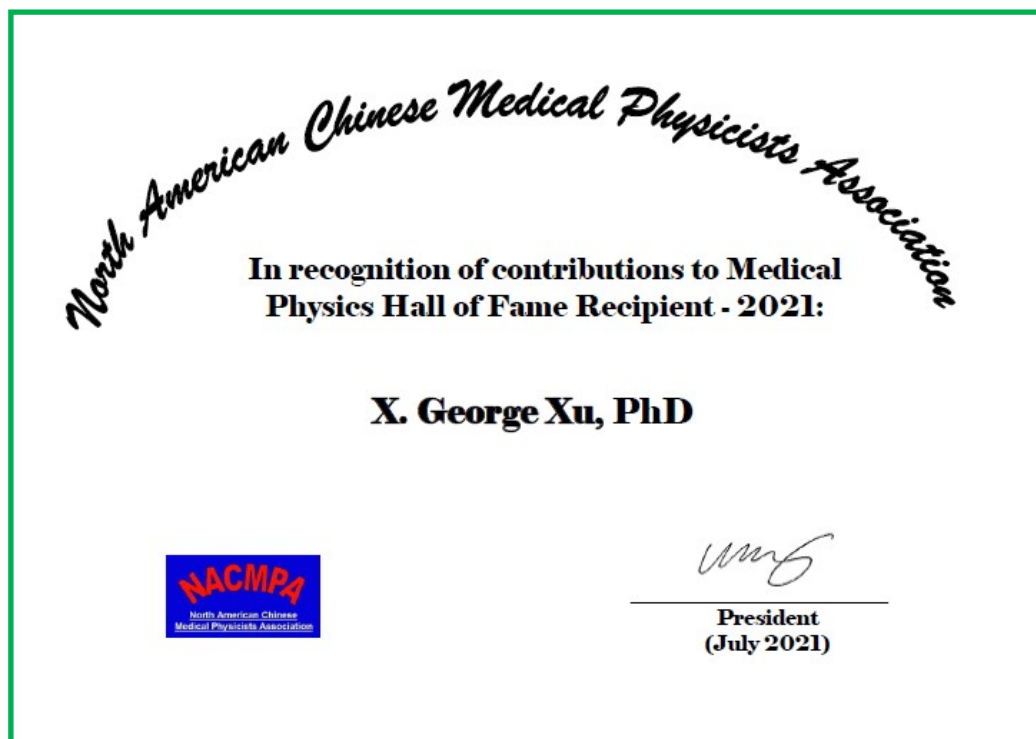 North American Chinese Medical Physicists Association
In recognition of contributions to Medical
Physics Hall of Fame Recipient - 2021:
X. George Xu, PhD
NACMPA
North American Chinese
Medical Physicists Association
President
(July 2021)